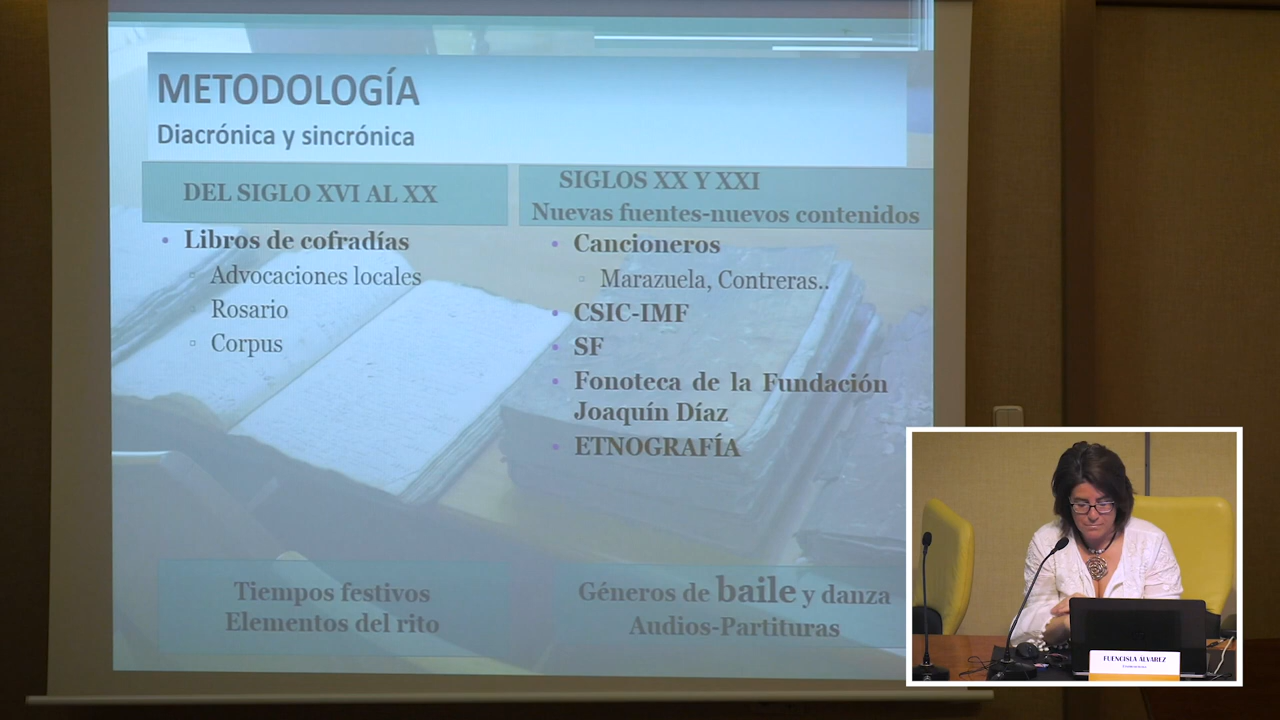 METODOLOGÍA
Diacrónica y sincrónica
DEL SIGLO XVI AL XX
• Libros de cofradías
▫ Advocaciones locales
▫ Rosario
▫ Corpus
Tiempos festivos
Elementos del rito
SIGLOS XX Y XXI
Nuevas fuentes-nuevos contenidos
• Cancioneros
▫ Marazuela, Contreras..
• CSIC-IMF
• SF
• Fonoteca de la Fundación
Joaquín Díaz
• ETNOGRAFÍA
Géneros de baile y danza
Audios-Partituras
FUENCISLA ALVAREZ